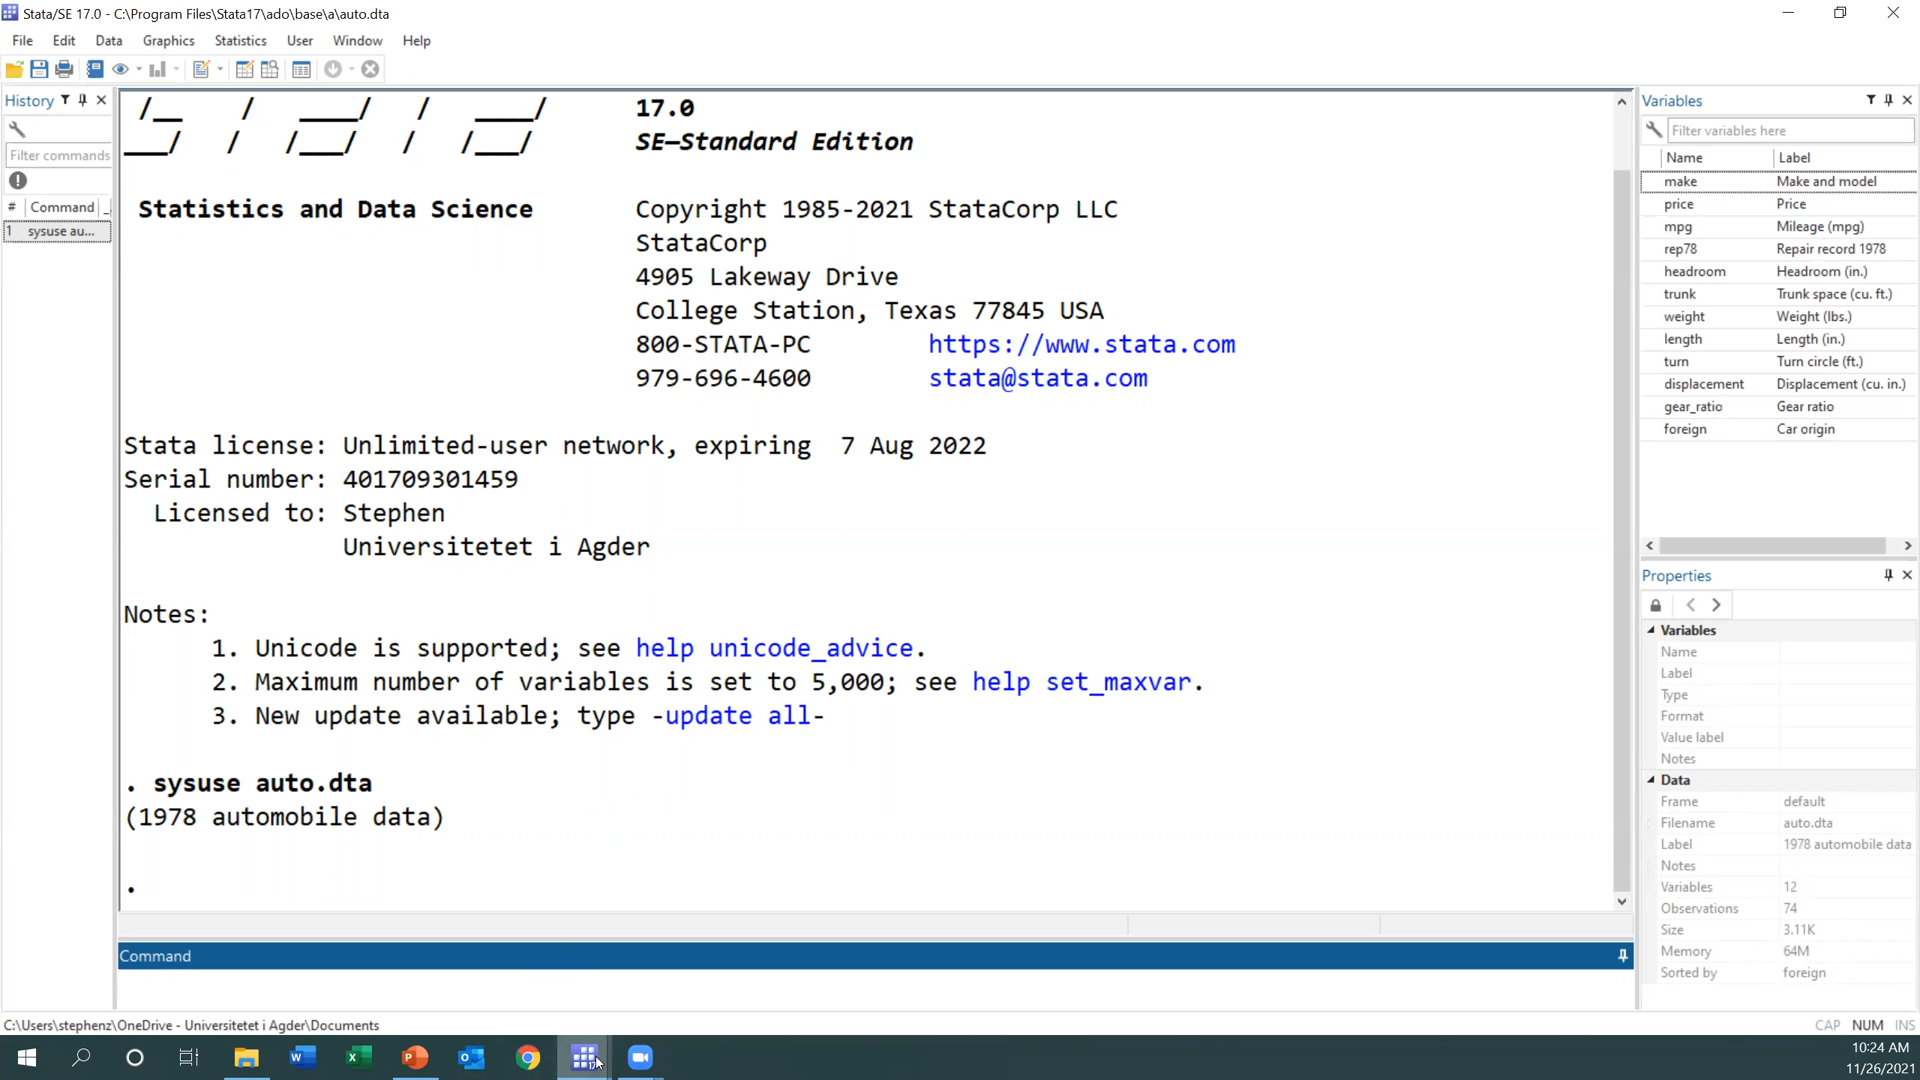 Stata/SE 17.0 - C:\Program Files\Stata17\ado\base\a\auto.dta
File Edit Data Graphics Statistics User Window Help
History
Filter commands
# Command
1 sysuse au...
17.0
SE—Standard Edition
Statistics and Data Science Copyright 1985-2021 StataCorp LLC
StataCorp
4905 Lakeway Drive
College Station, Texas 77845 USA
800-STATA-PC https://www.stata.com
979-696-4600 stata@stata.com
Stata license: Unlimited-user network, expiring 7 Aug 2022
Serial number: 401709301459
Licensed to: Stephen
Universitetet i Agder
Notes:
1. Unicode is supported; see help unicode_advice.
2. Maximum number of variables is set to 5,000; see help set_maxvar.
3. New update available; type -update all-
. sysuse auto.dta
(1978 automobile data)
.
Command
Variables
Filter variables here
Name Label
make Make and model
price Price
mpg Mileage (mpg)
rep78 Repair record 1978
headroom Headroom (in.)
trunk Trunk space (cu. ft.)
weight Weight (lbs.)
length Length (in.)
turn Turn circle (ft.)
displacement Displacement (cu. in.)
gear_ratio Gear ratio
foreign Car origin
Properties
Variables
Name
Label
Type
Format
Value label
Notes
Data
Frame default
Filename auto.dta
Label 1978 automobile data
Notes
Variables 12
Observations 74
Size 3.11K
Memory 64M
Sorted by foreign
C:\Users\stephenz\OneDrive - Universitetet i Agder\Documents
CAP NUM INS
10:24 AM
11/26/2021